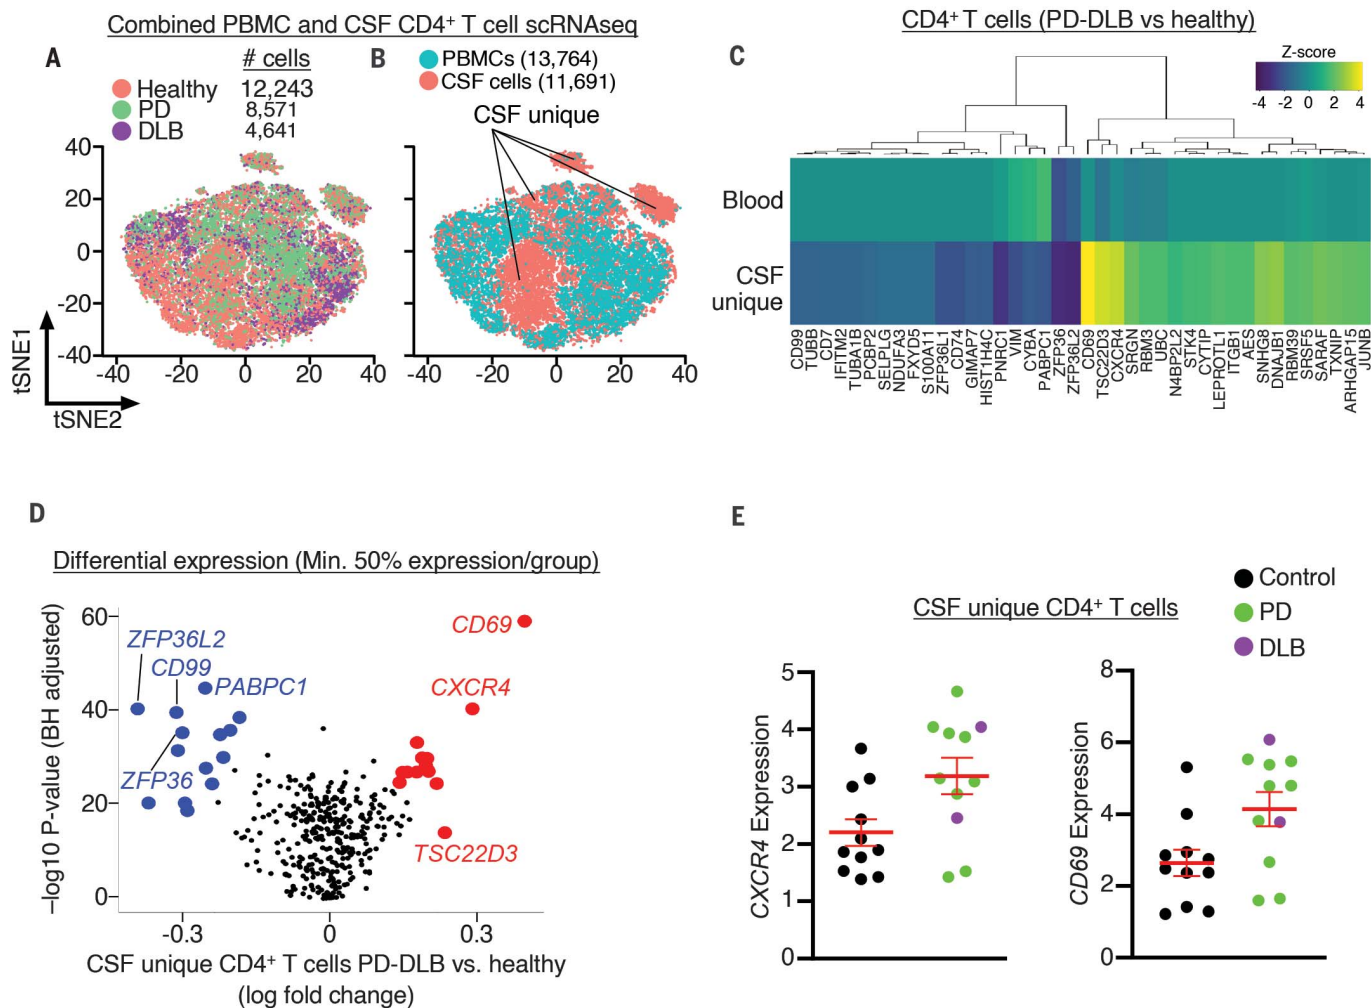 Combined PBMC and CSF CD4+ T cell scRNAseq
A
# cells
Healthy 12,243
PD 8,571
DLB 4,641
40
20
0
-20
-40
-40 -20 0 20 40
tSNE1
tSNE2
B
PBMCs (13,764)
CSF cells (11,691)
CSF unique
-40 -20 0 20 40
CD4+ T cells (PD-DLB vs healthy)
C
Z-score
-4 -2 0 2 4
Blood
CSF
unique
CD99
TUBB
CD7
IFITM2
TUBA1B
PCBP2
SELPLG
NDUFA3
FXYD5
S100A11
ZFP36L1
CD74
GIMAP7
HIST1H4C
PNRC1
VIM
CYBA
PABPC1
ZFP36
ZFP36L2
CD69
TSC22D3
CXCR4
SRGN
RBM3
UBC
N4BP2L2
STK4
CYTIP
LEPROTL1
ITGB1
AES
SNHG8
DNAJB1
RBM39
SRSF5
SARAF
TXNIP
ARHGAP15
JUNB
D
Differential expression (Min. 50% expression/group)
–log10 P-value (BH adjusted)
60
40
20
0
ZFP36L2
CD99
PABPC1
ZFP36
CD69
CXCR4
TSC22D3
-0.3 0 0.3
CSF unique CD4+ T cells PD-DLB vs. healthy
(log fold change)
E
Control
PD
DLB
CSF unique CD4+ T cells
CXCR4 Expression
5
4
3
2
1
0
CD69 Expression
8
6
4
2
0